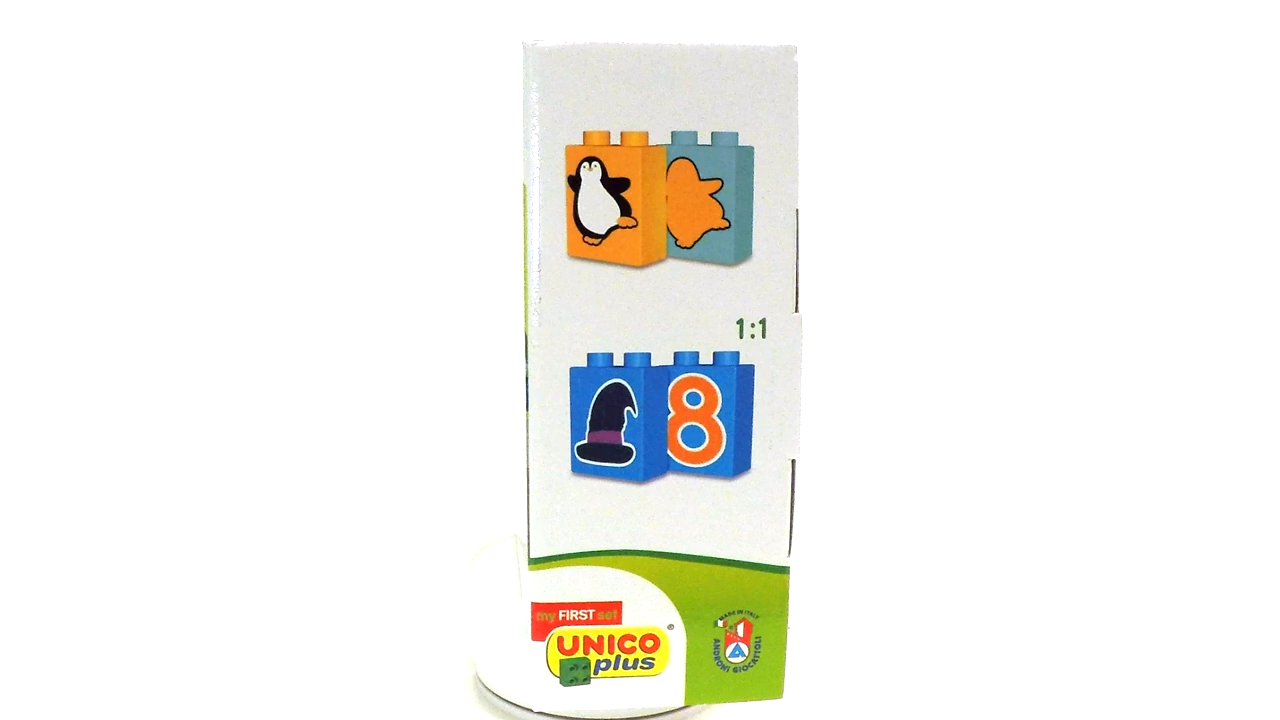 1:1
8
my FIRST set
UNICO
plus
MADE IN ITALY
ANDRONI GIOCATTOLI